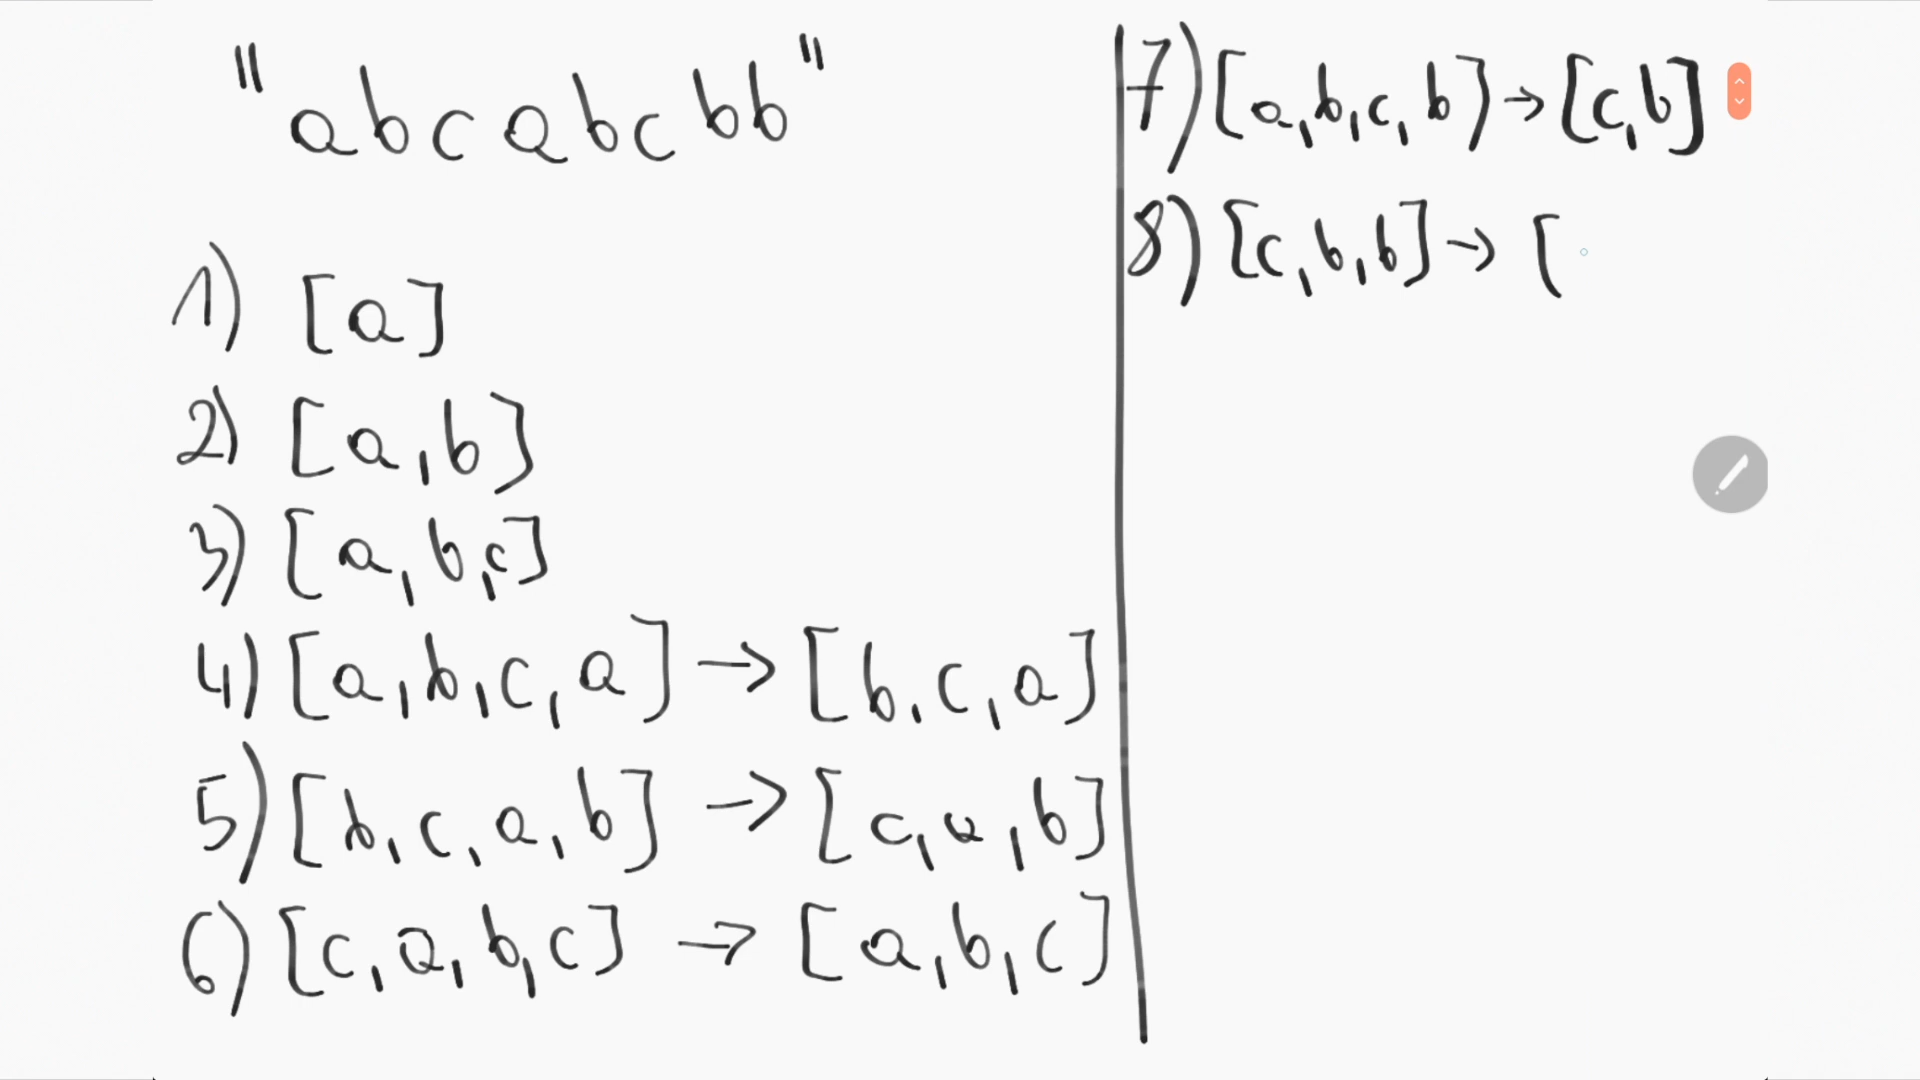 "abcabcbb"
1) [a]
2) [a,b]
3) [a,b,c]
4) [a,b,c,a] → [b,c,a]
5) [b,c,a,b] → [c,a,b]
6) [c,a,b,c] → [a,b,c]
7) [a,b,c,b] → [c,b]
8) [c,b,b] → [